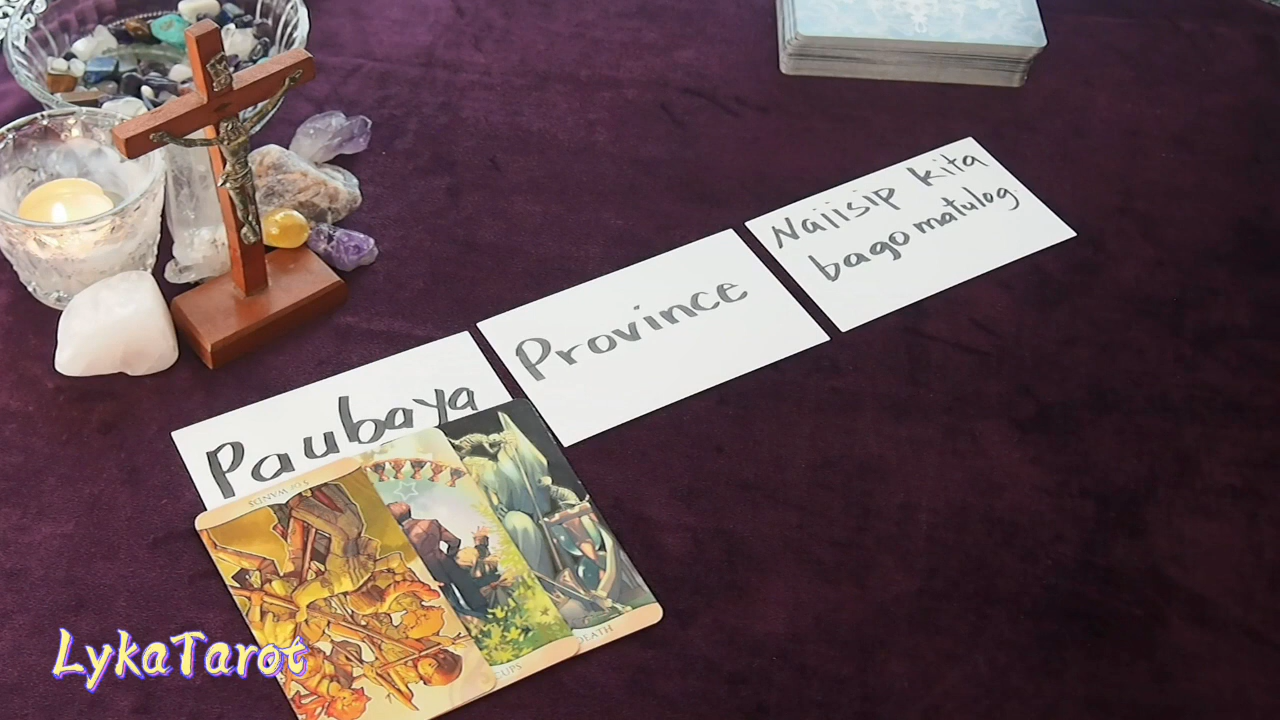 Naiisip kita
bago matulog.
Province
Paubaya
5 OF WANDS
CUPS
DEATH
LykaTarot